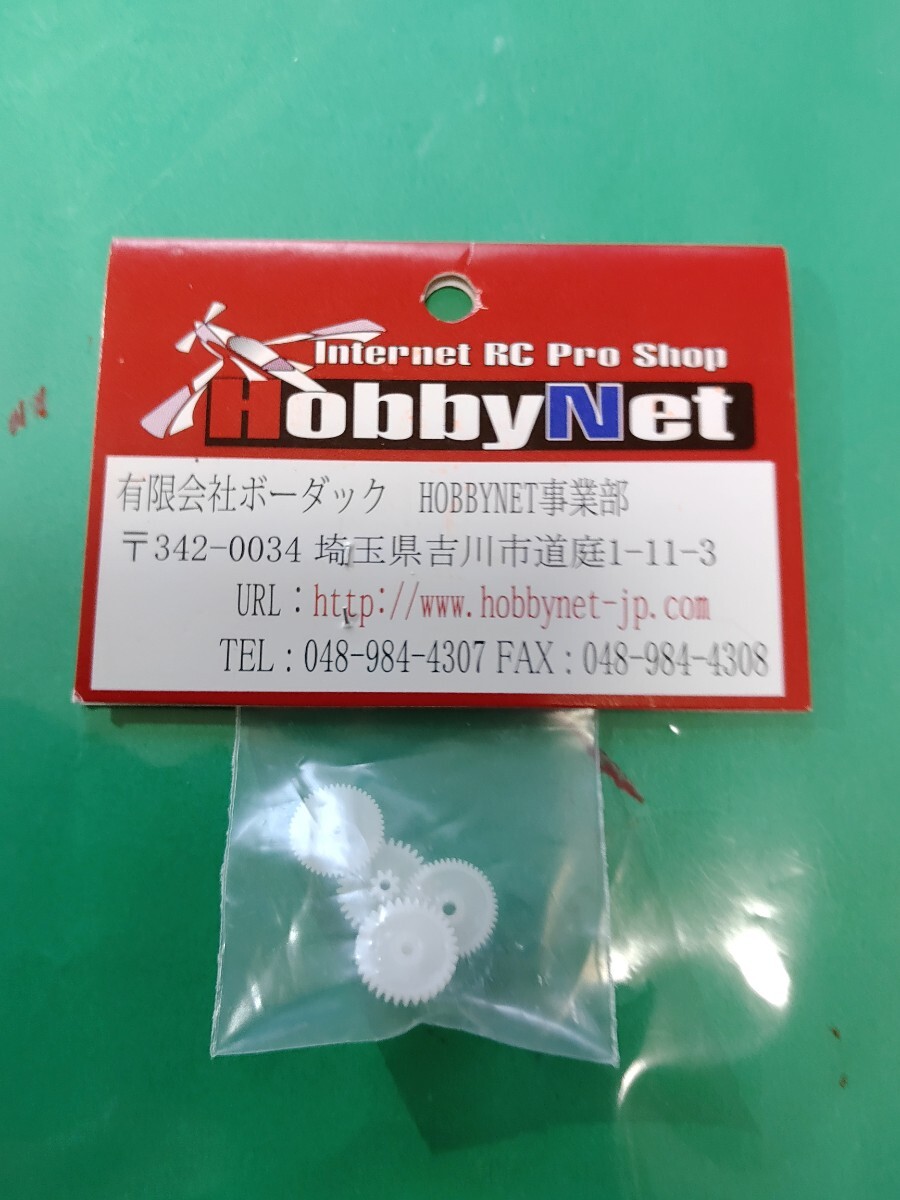 Internet RC Pro Shop
HobbyNet
有限会社ボーダック　HOBBYNET事業部
〒342-0034 埼玉県吉川市道庭1-11-3
URL：http://www.hobbynet-jp.com
TEL：048-984-4307 FAX：048-984-4308